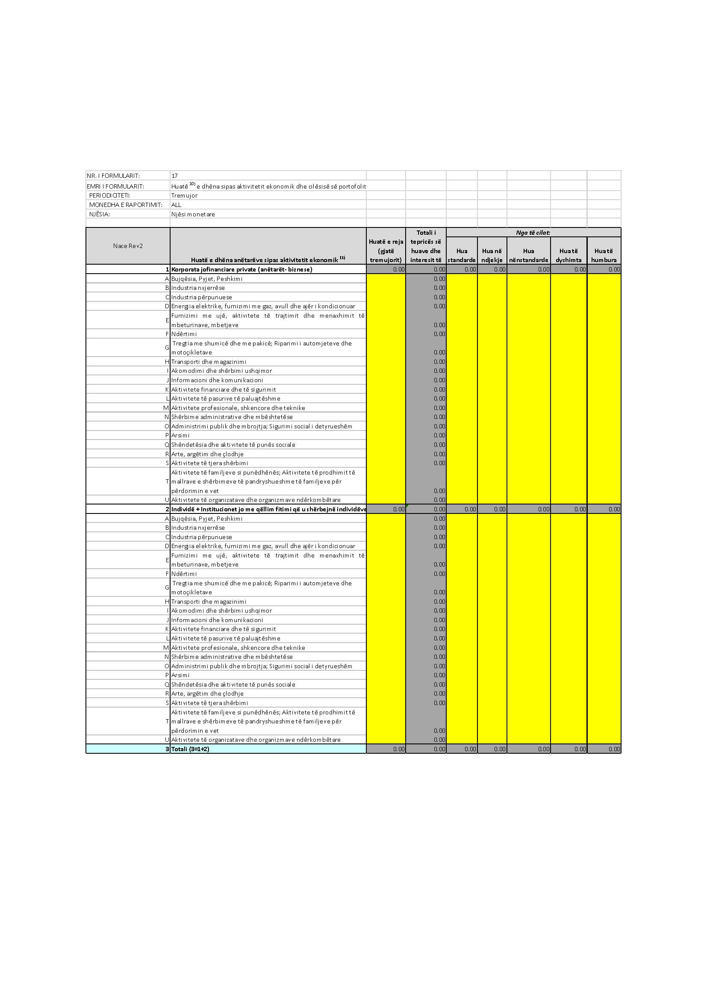 NR. I FORMULARIT: 17
EMRI I FORMULARIT: Huatë 10) e dhëna sipas aktivitetit ekonomik dhe cilësisë së portofolit
PERIODICITETI: Tremujor
MONEDHA E RAPORTIMIT: ALL
NJËSIA: Njësi monetare
Nace Rev2
Huatë e dhëna anëtarëve sipas aktivitetit ekonomik 11)
Huatë e reja
(gjatë
tremujorit)
Totali i
tepricës së
huave dhe
interesit të
Nga të cilat:
Hua
standarde
Hua në
ndjekje
Hua
nënstandarde
Hua të
dyshimta
Hua të
humbura
1 Korporata jofinanciare private (anëtarët- biznese) 0.00 0.00 0.00 0.00 0.00 0.00 0.00
A Bujqësia, Pyjet, Peshkimi 0.00
B Industria nxjerrëse 0.00
C Industria përpunuese 0.00
D Energjia elektrike, furnizimi me gaz, avull dhe ajër i kondicionuar 0.00
E Furnizimi me ujë, aktivitete të trajtimit dhe menaxhimit të
mbeturinave, mbetjeve 0.00
F Ndërtimi 0.00
G Tregtia me shumicë dhe me pakicë; Riparimi i automjeteve dhe
motoçikletave 0.00
H Transporti dhe magazinimi 0.00
I Akomodimi dhe shërbimi ushqimor 0.00
J Informacioni dhe komunikacioni 0.00
K Aktivitete financiare dhe të sigurimit 0.00
L Aktivitete të pasurive të paluajtëshme 0.00
M Aktivitete profesionale, shkencore dhe teknike 0.00
N Shërbime administrative dhe mbështetëse 0.00
O Administrimi publik dhe mbrojtja; Sigurimi social i detyrueshëm 0.00
P Arsimi 0.00
Q Shëndetësia dhe aktivitete të punës sociale 0.00
R Arte, argëtim dhe çlodhje 0.00
S Aktivitete të tjera shërbimi 0.00
Aktivitete të familjeve si punëdhënës; Aktivitete të prodhimit të
T mallrave e shërbimeve të pandryshueshme të familjeve për
përdorimin e vet 0.00
U Aktivitete të organizatave dhe organizmave ndërkombëtare 0.00
2 Individë + Institucionet jo me qëllim fitimi që u shërbejnë individëve 0.00 0.00 0.00 0.00 0.00 0.00 0.00
A Bujqësia, Pyjet, Peshkimi 0.00
B Industria nxjerrëse 0.00
C Industria përpunuese 0.00
D Energjia elektrike, furnizimi me gaz, avull dhe ajër i kondicionuar 0.00
E Furnizimi me ujë, aktivitete të trajtimit dhe menaxhimit të
mbeturinave, mbetjeve 0.00
F Ndërtimi 0.00
G Tregtia me shumicë dhe me pakicë; Riparimi i automjeteve dhe
motoçikletave 0.00
H Transporti dhe magazinimi 0.00
I Akomodimi dhe shërbimi ushqimor 0.00
J Informacioni dhe komunikacioni 0.00
K Aktivitete financiare dhe të sigurimit 0.00
L Aktivitete të pasurive të paluajtëshme 0.00
M Aktivitete profesionale, shkencore dhe teknike 0.00
N Shërbime administrative dhe mbështetëse 0.00
O Administrimi publik dhe mbrojtja; Sigurimi social i detyrueshëm 0.00
P Arsimi 0.00
Q Shëndetësia dhe aktivitete të punës sociale 0.00
R Arte, argëtim dhe çlodhje 0.00
S Aktivitete të tjera shërbimi 0.00
Aktivitete të familjeve si punëdhënës; Aktivitete të prodhimit të
T mallrave e shërbimeve të pandryshueshme të familjeve për
përdorimin e vet 0.00
U Aktivitete të organizatave dhe organizmave ndërkombëtare 0.00
3 Totali (3=1+2) 0.00 0.00 0.00 0.00 0.00 0.00 0.00